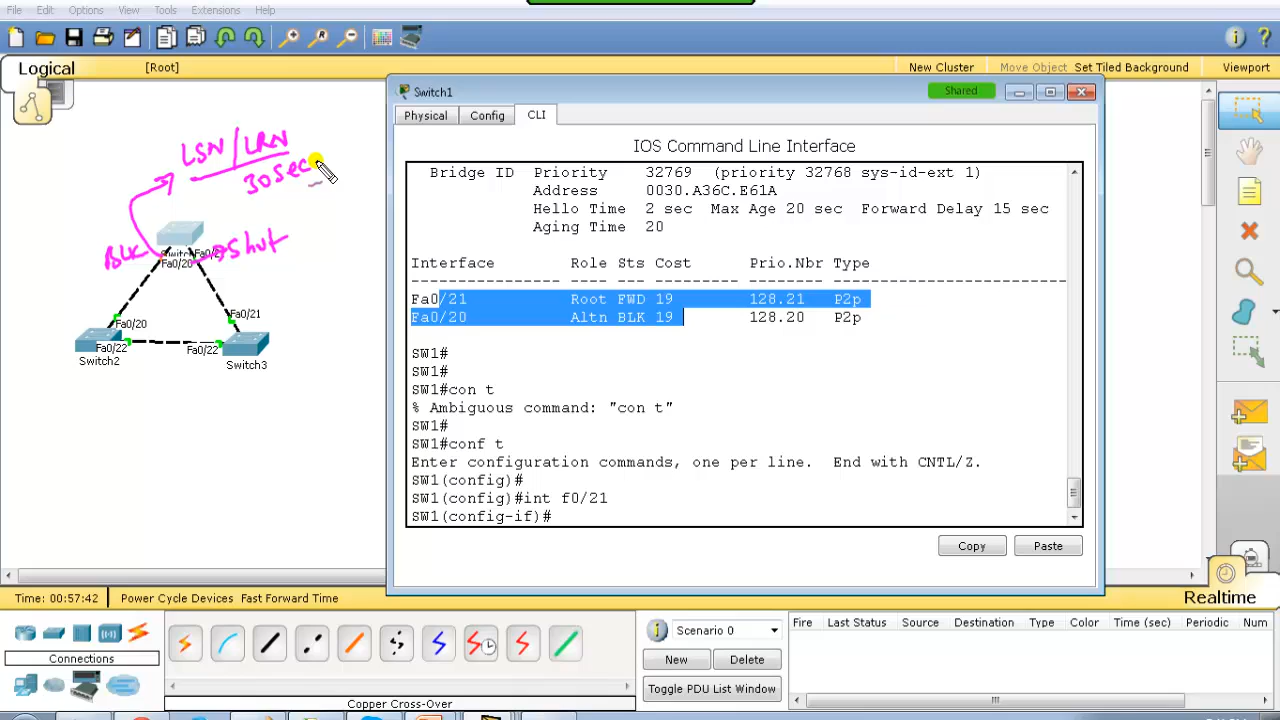 File Edit Options View Tools Extensions Help
Logical [Root] New Cluster Move Object Set Tiled Background Viewport
Switch1 Shared
Physical Config CLI
IOS Command Line Interface
Bridge ID Priority 32769 (priority 32768 sys-id-ext 1)
Address 0030.A36C.E61A
Hello Time 2 sec Max Age 20 sec Forward Delay 15 sec
Aging Time 20
Interface Role Sts Cost Prio.Nbr Type
---------------- ---- --- --------- -------- --------------------------------
Fa0/21 Root FWD 19 128.21 P2p
Fa0/20 Altn BLK 19 128.20 P2p
SW1#
SW1#
SW1#con t
% Ambiguous command: "con t"
SW1#
SW1#conf t
Enter configuration commands, one per line. End with CNTL/Z.
SW1(config)#
SW1(config)#int f0/21
SW1(config-if)#
Copy Paste
LSN/LRN
30sec
BLK Shut
Fa0/20
Fa0/20 Fa0/21
Fa0/22 Fa0/22
Switch2 Switch3
Time: 00:57:42 Power Cycle Devices Fast Forward Time Realtime
Connections
Copper Cross-Over
Scenario 0
New Delete
Toggle PDU List Window
Fire Last Status Source Destination Type Color Time (sec) Periodic Num